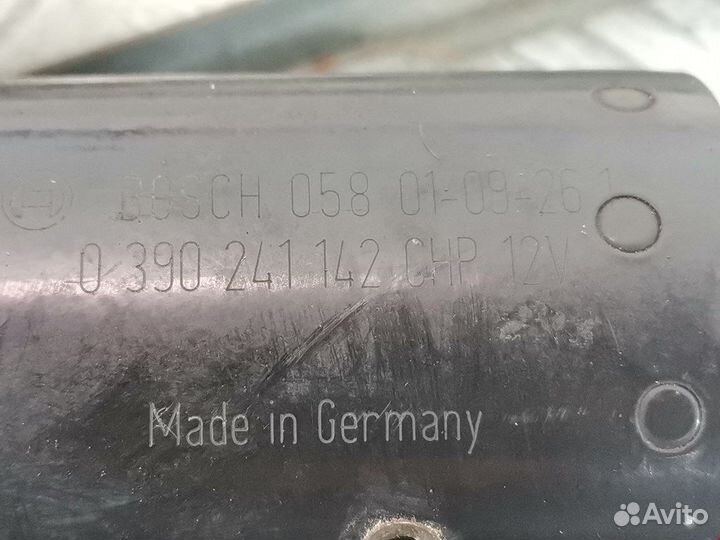 BOSCH 058 01-09-26 1
0 390 241 142 CHP 12V
Made in Germany
Avito